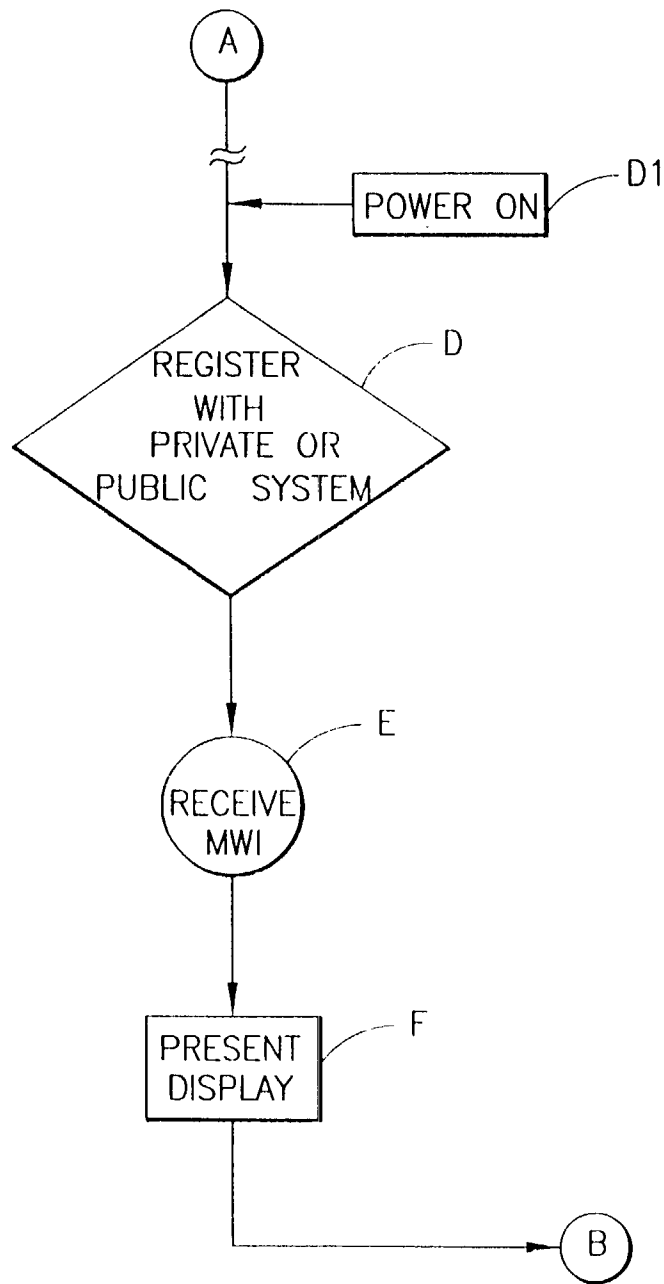 A
POWER ON
D1
D
REGISTER
WITH
PRIVATE OR
PUBLIC SYSTEM
E
RECEIVE
MWI
F
PRESENT
DISPLAY
B